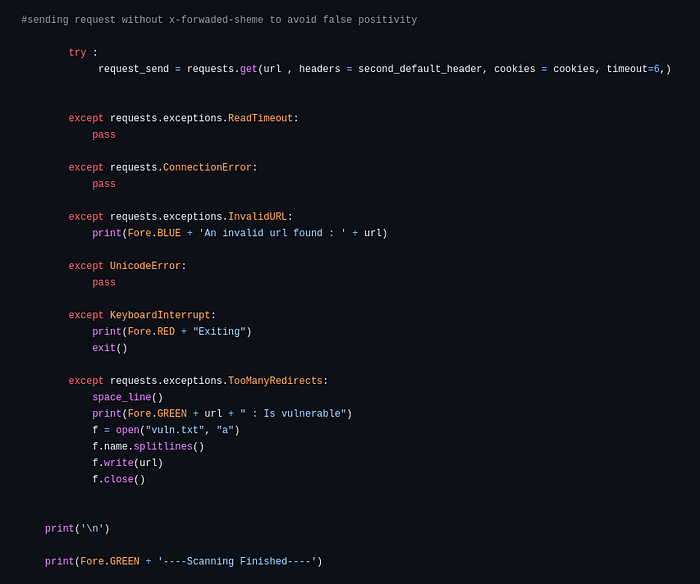 #sending request without x-forwaded-sheme to avoid false positivity
try :
request_send = requests.get(url , headers = second_default_header, cookies = cookies, timeout=6,)
except requests.exceptions.ReadTimeout:
pass
except requests.ConnectionError:
pass
except requests.exceptions.InvalidURL:
print(Fore.BLUE + 'An invalid url found : ' + url)
except UnicodeError:
pass
except KeyboardInterrupt:
print(Fore.RED + "Exiting")
exit()
except requests.exceptions.TooManyRedirects:
space_line()
print(Fore.GREEN + url + " : Is vulnerable")
f = open("vuln.txt", "a")
f.name.splitlines()
f.write(url)
f.close()
print('\n')
print(Fore.GREEN + '----Scanning Finished----')